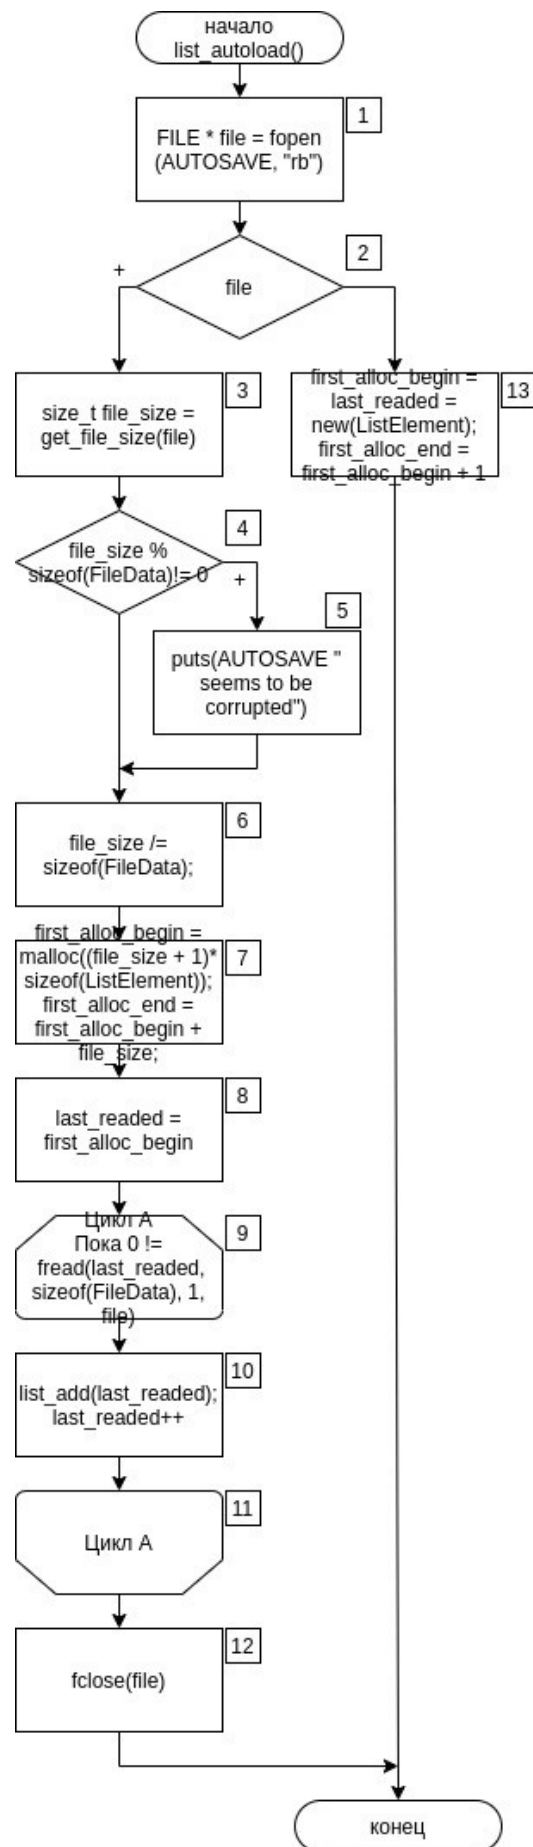 начало
list_autoload()
1
FILE * file = fopen
(AUTOSAVE, "rb")
2
+
file
3
size_t file_size =
get_file_size(file)
13
first_alloc_begin =
last_readed =
new(ListElement);
first_alloc_end =
first_alloc_begin + 1
4
file_size %
sizeof(FileData)!= 0
+
5
puts(AUTOSAVE "
seems to be
corrupted")
6
file_size /=
sizeof(FileData);
7
first_alloc_begin =
malloc((file_size + 1)*
sizeof(ListElement));
first_alloc_end =
first_alloc_begin +
file_size;
8
last_readed =
first_alloc_begin
9
Цикл А
Пока 0 !=
fread(last_readed,
sizeof(FileData), 1,
file)
10
list_add(last_readed);
last_readed++
11
Цикл А
12
fclose(file)
конец